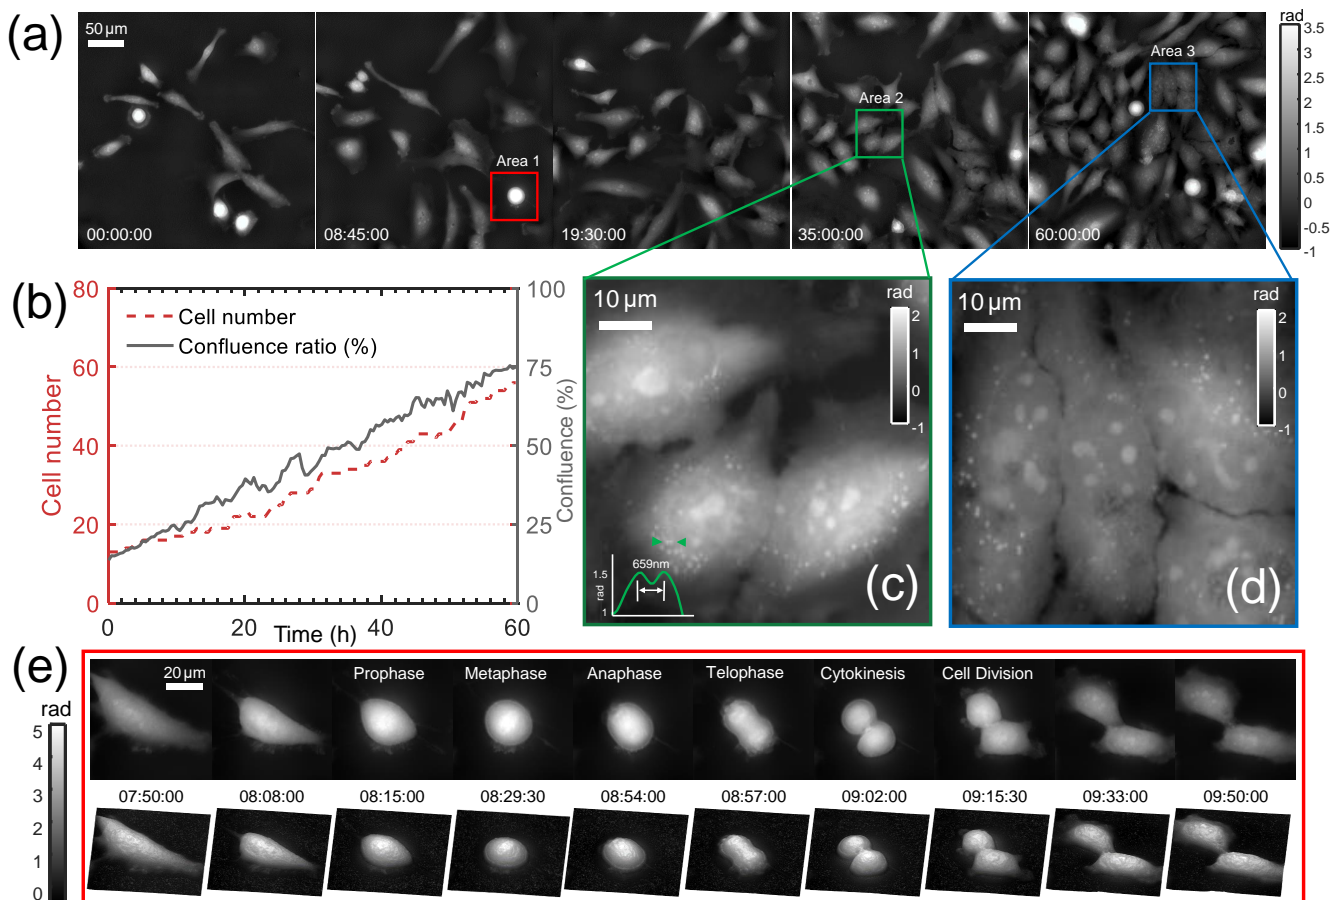 (a)
50 μm
Area 1
Area 2
Area 3
00:00:00
08:45:00
19:30:00
35:00:00
60:00:00
rad
3.5
3
2.5
2
1.5
1
0.5
0
-0.5
-1
(b)
80
60
40
20
0
Cell number
Cell number
Confluence ratio (%)
100
75
50
25
0
Confluence (%)
0
20
40
60
Time (h)
10 μm
rad
2
1
0
-1
659nm
1.5
rad
1
(c)
10 μm
rad
2
1
0
-1
(d)
(e)
rad
5
4
3
2
1
0
20 μm
Prophase
Metaphase
Anaphase
Telophase
Cytokinesis
Cell Division
07:50:00
08:08:00
08:15:00
08:29:30
08:54:00
08:57:00
09:02:00
09:15:30
09:33:00
09:50:00